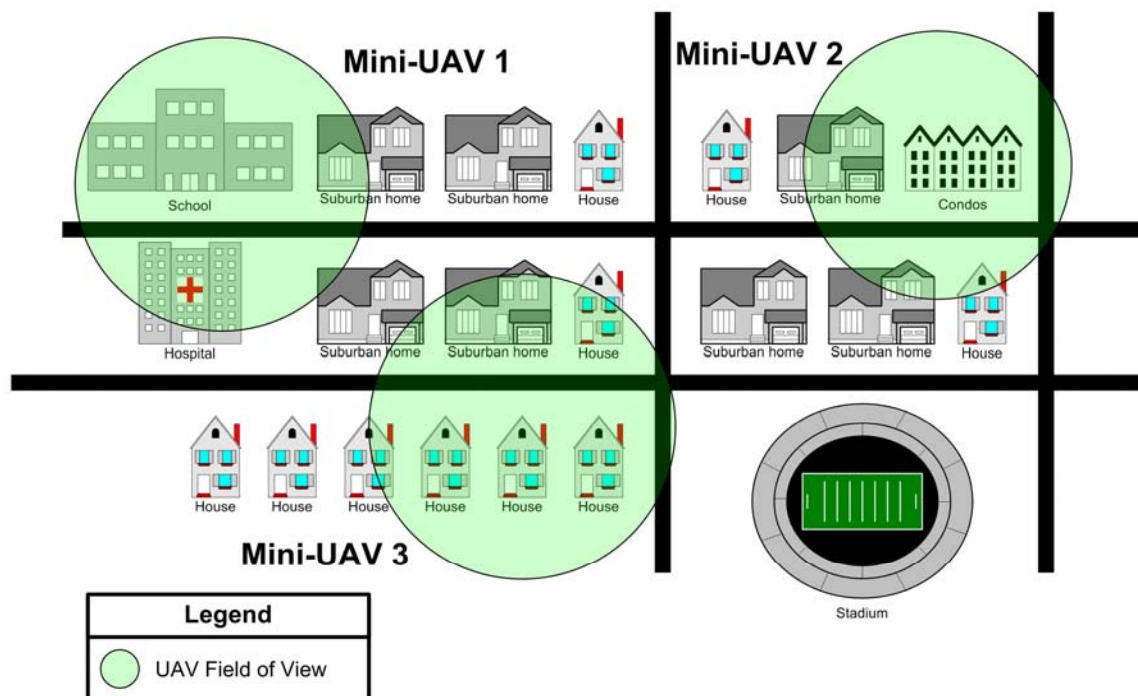 Mini-UAV 1
Mini-UAV 2
School
Suburban home
Suburban home
House
House
Suburban home
Condos
Hospital
Suburban home
Suburban home
House
Suburban home
Suburban home
House
House
House
House
House
House
House
Mini-UAV 3
Stadium
Legend
UAV Field of View